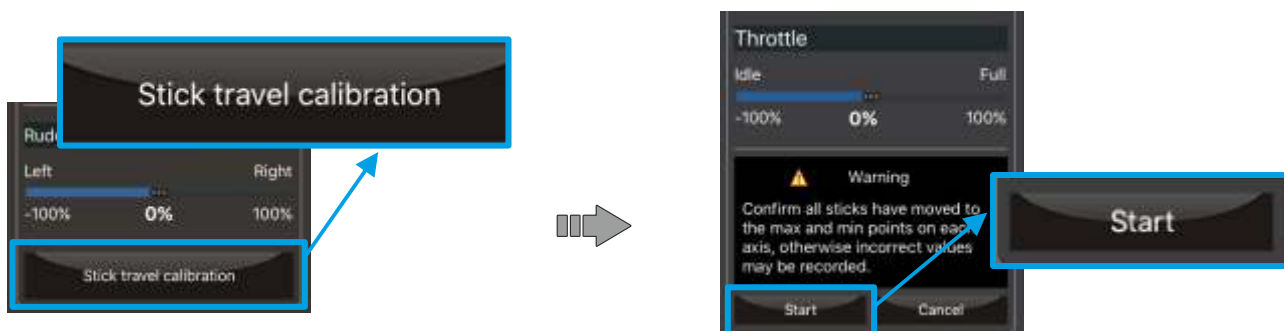 Stick travel calibration
Rud
Left Right
-100% 0% 100%
Stick travel calibration
Throttle
Idle Full
-100% 0% 100%
Warning
Confirm all sticks have moved to
the max and min points on each
axis, otherwise incorrect values
may be recorded.
Start Cancel
Start